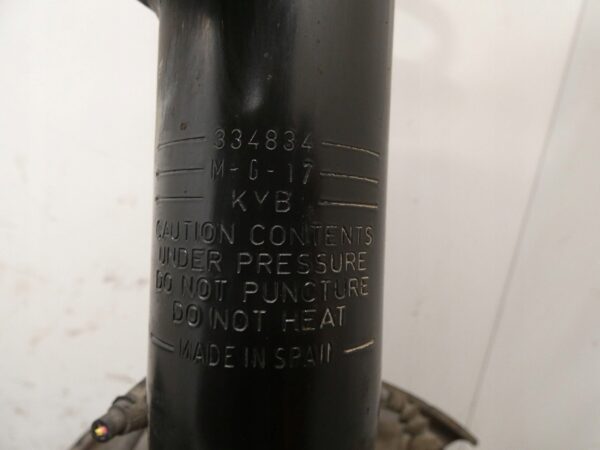 334834
M-G-17
KYB
CAUTION CONTENTS
UNDER PRESSURE
DO NOT PUNCTURE
DO NOT HEAT
MADE IN SPAIN